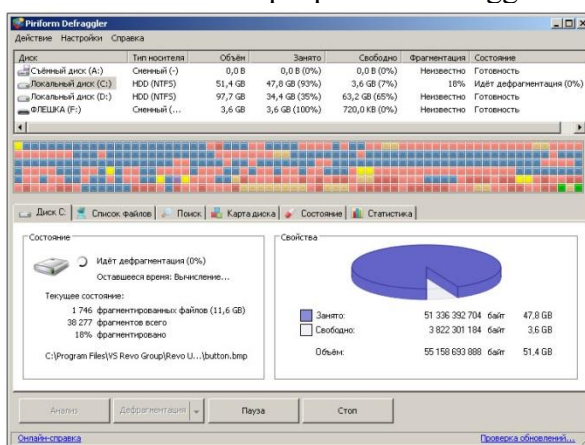 Piriform Defraggler
Действие Настройки Справка
Диск Тип носителя Объём Занято Свободно Фрагментация Состояние
Съёмный диск (A:) Сменный (-) 0,0 B 0,0 B (0%) 0,0 B (0%) Неизвестно Готовность
Локальный диск (C:) HDD (NTFS) 51,4 GB 47,8 GB (93%) 3,6 GB (7%) 18% Идёт дефрагментация (0%)
Локальный диск (D:) HDD (NTFS) 97,7 GB 34,4 GB (35%) 63,2 GB (65%) Неизвестно Готовность
ФЛЕШКА (F:) Сменный (... 3,6 GB 3,6 GB (100%) 720,0 KB (0%) Неизвестно Готовность
Диск C: Список файлов Поиск Карта диска Состояние Статистика
Состояние Свойства
Идёт дефрагментация (0%)
Оставшееся время: Вычисление...
Текущее состояние:
1 746 фрагментированных файлов (11,6 GB)
38 277 фрагментов всего
18% фрагментировано
C:\Program Files\VS Revo Group\Revo U...\button.bmp
Занято: 51 336 392 704 байт 47,8 GB
Свободно: 3 822 301 184 байт 3,6 GB
Объём: 55 158 693 888 байт 51,4 GB
Анализ Дефрагментация Пауза Стоп
Онлайн-справка Проверка обновлений...